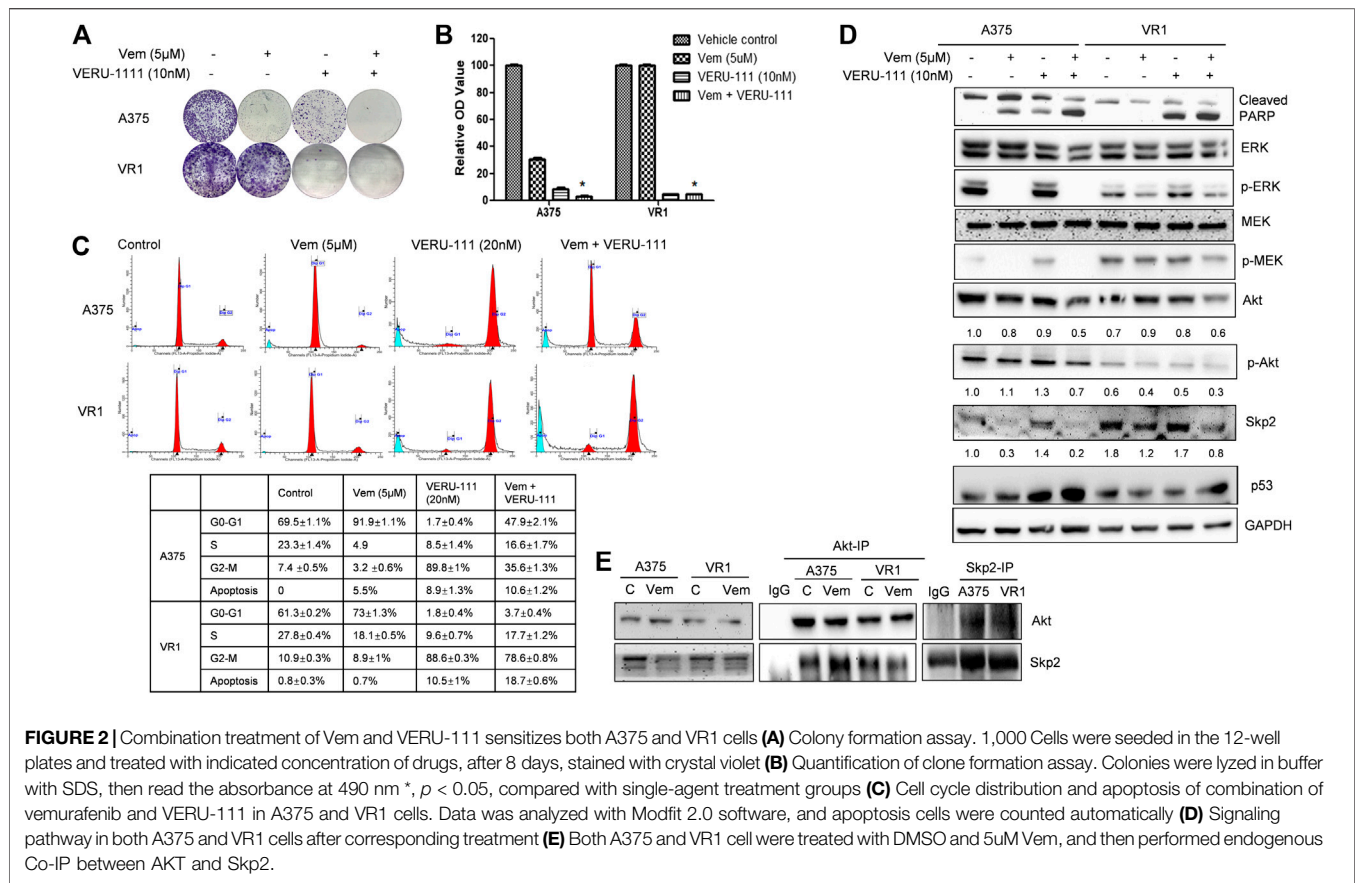 A
Vem (5µM) - + - +
VERU-1111 (10nM) - - + +
A375
VR1
B
Relative OD Value
120
100
80
60
40
20
0
* *
A375 VR1
Vehicle control
Vem (5uM)
VERU-111 (10nM)
Vem + VERU-111
C
Control Vem (5µM) VERU-111 (20nM) Vem + VERU-111
A375
VR1
Control Vem (5µM) VERU-111 (20nM) Vem + VERU-111
A375
G0-G1 69.5±1.1% 91.9±1.1% 1.7±0.4% 47.9±2.1%
S 23.3±1.4% 4.9 8.5±1.4% 16.6±1.7%
G2-M 7.4 ±0.5% 3.2 ±0.6% 89.8±1% 35.6±1.3%
Apoptosis 0 5.5% 8.9±1.3% 10.6±1.2%
VR1
G0-G1 61.3±0.2% 73±1.3% 1.8±0.4% 3.7±0.4%
S 27.8±0.4% 18.1±0.5% 9.6±0.7% 17.7±1.2%
G2-M 10.9±0.3% 8.9±1% 88.6±0.3% 78.6±0.8%
Apoptosis 0.8±0.3% 0.7% 10.5±1% 18.7±0.6%
D
A375 VR1
Vem (5µM) - + - + - + - +
VERU-111 (10nM) - - + + - - + +
Cleaved PARP
ERK
p-ERK
MEK
p-MEK
Akt
1.0 0.8 0.9 0.5 0.7 0.9 0.8 0.6
p-Akt
1.0 1.1 1.3 0.7 0.6 0.4 0.5 0.3
Skp2
1.0 0.3 1.4 0.2 1.8 1.2 1.7 0.8
p53
GAPDH
E
Akt-IP
A375 VR1 A375 VR1 Skp2-IP
C Vem C Vem IgG C Vem C Vem IgG A375 VR1
Akt
Skp2
FIGURE 2 | Combination treatment of Vem and VERU-111 sensitizes both A375 and VR1 cells (A) Colony formation assay. 1,000 Cells were seeded in the 12-well
plates and treated with indicated concentration of drugs, after 8 days, stained with crystal violet (B) Quantification of clone formation assay. Colonies were lyzed in buffer
with SDS, then read the absorbance at 490 nm *, p < 0.05, compared with single-agent treatment groups (C) Cell cycle distribution and apoptosis of combination of
vemurafenib and VERU-111 in A375 and VR1 cells. Data was analyzed with Modfit 2.0 software, and apoptosis cells were counted automatically (D) Signaling
pathway in both A375 and VR1 cells after corresponding treatment (E) Both A375 and VR1 cell were treated with DMSO and 5uM Vem, and then performed endogenous
Co-IP between AKT and Skp2.